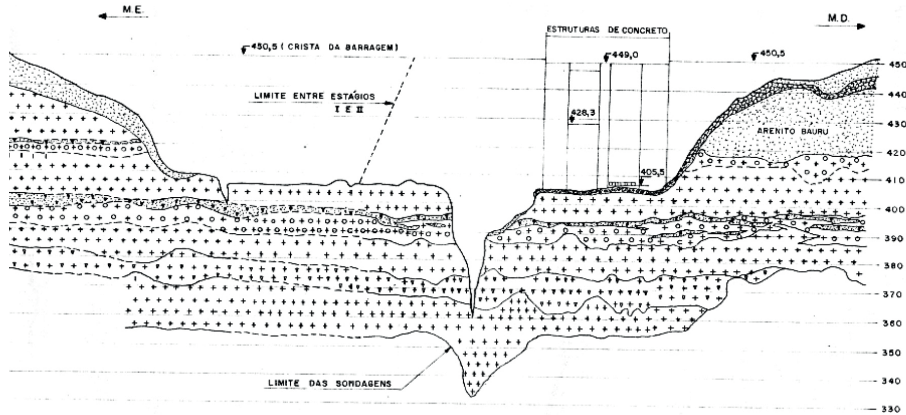 M.E.
M.D.
ESTRUTURAS DE CONCRETO
450,5 (CRISTA DA BARRAGEM)
449,0
450,5
LIMITE ENTRE ESTÁGIOS
I E II
428,3
405,5
ARENITO BAURU
450
440
430
420
410
400
390
380
370
360
350
340
330
LIMITE DAS SONDAGENS